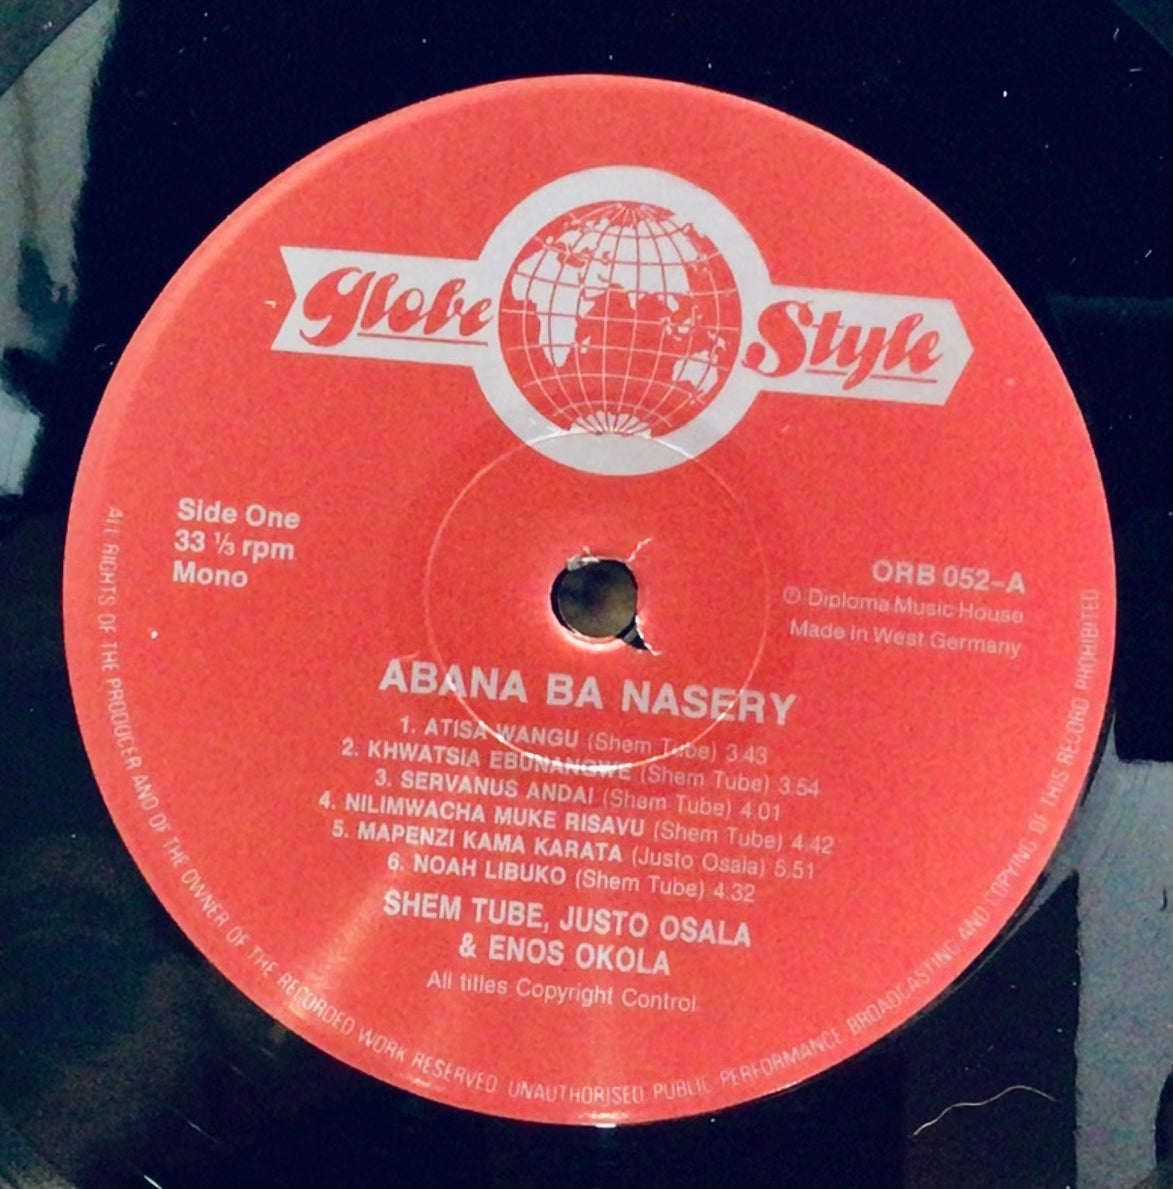 Globe Style
Side One
33 ⅓ rpm
Mono
ORB 052-A
℗ Diploma Music House
Made in West Germany
ABANA BA NASERY
1. ATISA WANGU (Shem Tube) 3.43
2. KHWATSIA EBUNANGWE (Shem Tube) 3.54
3. SERVANUS ANDAI (Shem Tube) 4.01
4. NILIMWACHA MUKE RISAVU (Shem Tube) 4.42
5. MAPENZI KAMA KARATA (Justo Osala) 5.51
6. NOAH LIBUKO (Shem Tube) 4.32
SHEM TUBE, JUSTO OSALA
& ENOS OKOLA
All titles Copyright Control
ALL RIGHTS OF THE PRODUCER AND OF THE OWNER OF THE RECORDED WORK RESERVED UNAUTHORISED PUBLIC PERFORMANCE BROADCASTING AND COPYING OF THIS RECORD PROHIBITED